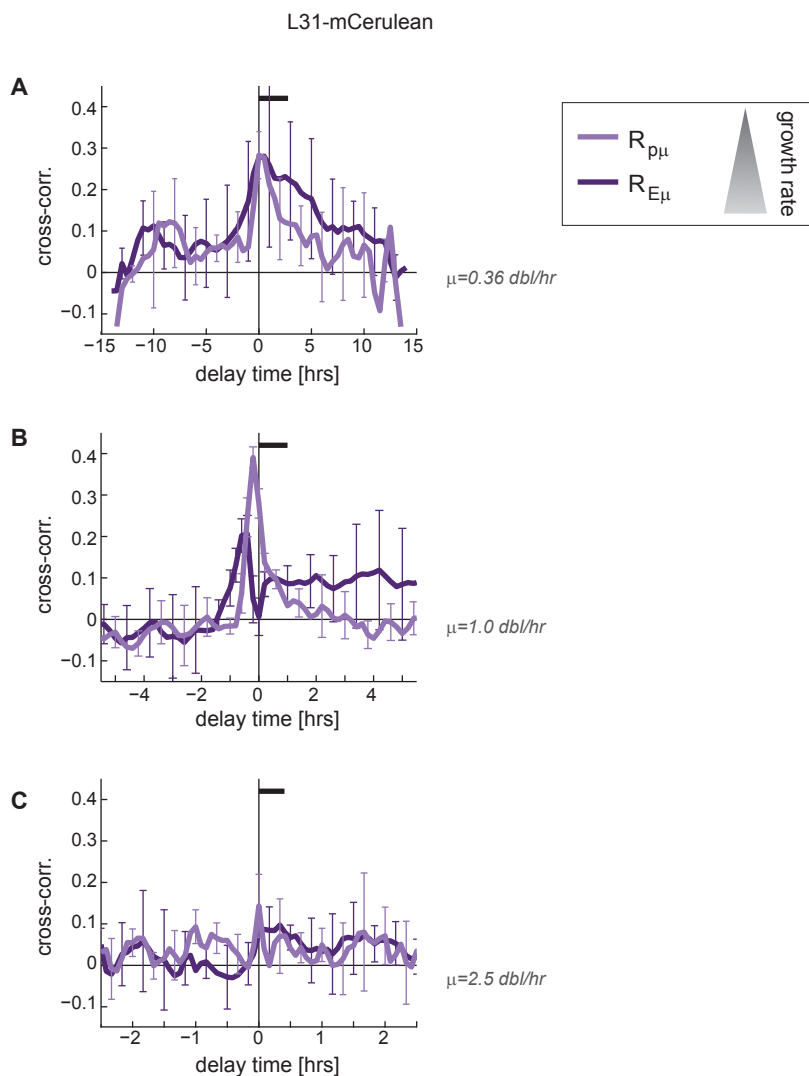 L31-mCerulean
A
cross-corr.
0.4
0.3
0.2
0.1
0
−0.1
−15 −10 −5 0 5 10 15
delay time [hrs]
μ=0.36 dbl/hr
Rpμ
REμ
growth rate
B
cross-corr.
0.4
0.3
0.2
0.1
0
−0.1
−4 −2 0 2 4
delay time [hrs]
μ=1.0 dbl/hr
C
cross-corr.
0.4
0.3
0.2
0.1
0
−0.1
−2 −1 0 1 2
delay time [hrs]
μ=2.5 dbl/hr